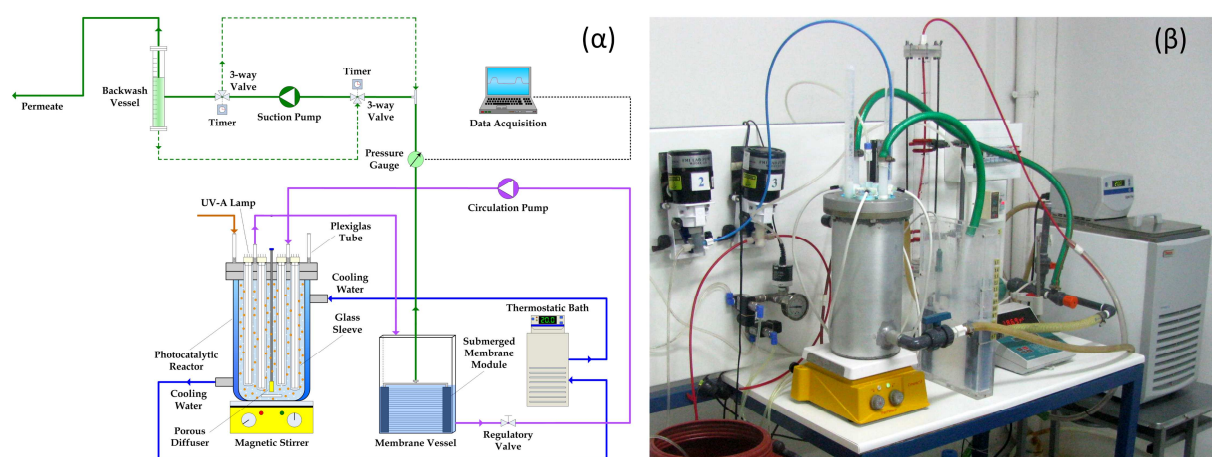 (α)
Permeate
Backwash
Vessel
3-way
Valve
Timer
Suction Pump
Timer
3-way
Valve
Data Acquisition
Pressure
Gauge
UV-A Lamp
Plexiglas
Tube
Circulation Pump
Cooling
Water
Glass
Sleeve
Thermostatic Bath
20.0
Photocatalytic
Reactor
Submerged
Membrane
Module
Cooling
Water
Porous
Diffuser
Magnetic Stirrer
Membrane Vessel
Regulatory
Valve
(β)
2
3